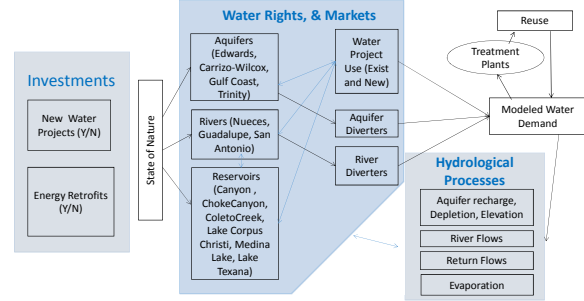 Water Rights, & Markets
Investments
New Water
Projects (Y/N)
Energy Retrofits
(Y/N)
State of Nature
Aquifers
(Edwards,
Carrizo-Wilcox,
Gulf Coast,
Trinity)
Rivers (Nueces,
Guadalupe, San
Antonio)
Reservoirs
(Canyon ,
ChokeCanyon,
ColetoCreek,
Lake Corpus
Christi, Medina
Lake, Lake
Texana)
Water
Project
Use (Exist
and New)
Aquifer
Diverters
River
Diverters
Reuse
Treatment
Plants
Modeled Water
Demand
Hydrological
Processes
Aquifer recharge,
Depletion, Elevation
River Flows
Return Flows
Evaporation